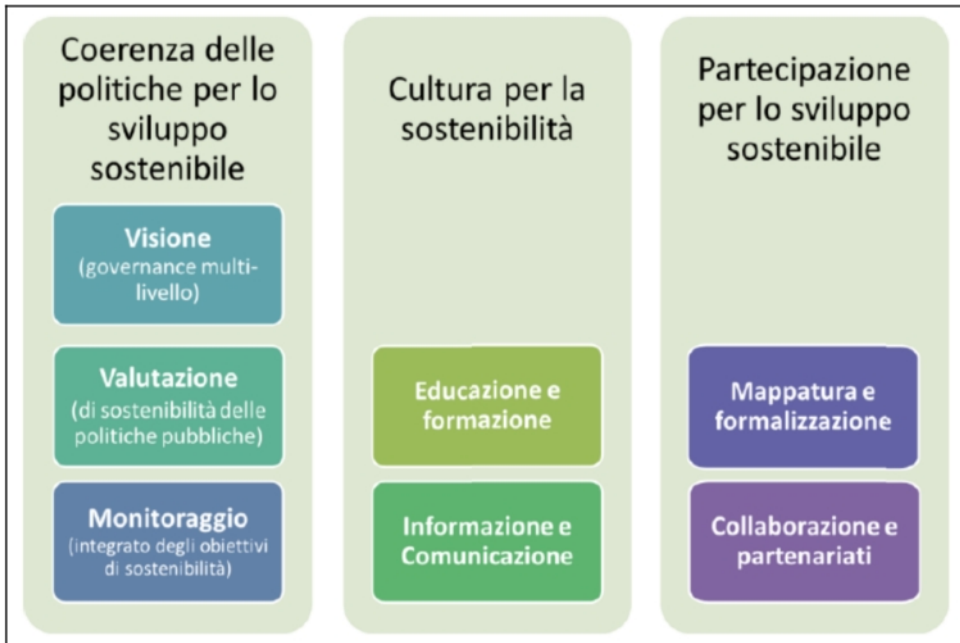 Coerenza delle
politiche per lo
sviluppo
sostenibile
Visione
(governance multi-
livello)
Valutazione
(di sostenibilità delle
politiche pubbliche)
Monitoraggio
(integrato degli obiettivi
di sostenibilità)
Cultura per la
sostenibilità
Educazione e
formazione
Informazione e
Comunicazione
Partecipazione
per lo sviluppo
sostenibile
Mappatura e
formalizzazione
Collaborazione e
partenariati